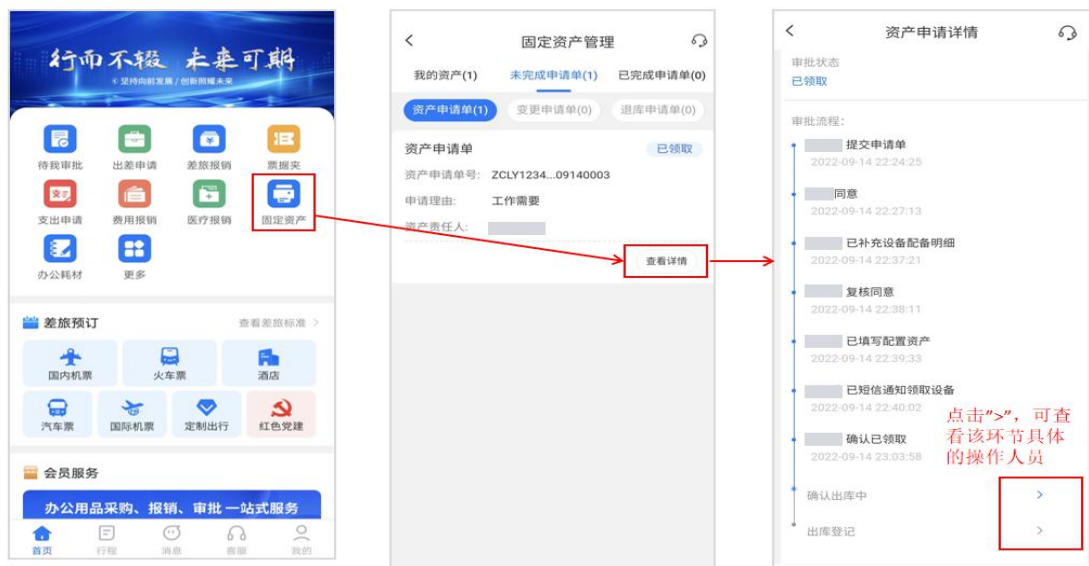 行而不辍 未来可期
坚持向前发展 / 创新照耀未来
待我审批 出差申请 差旅报销 票据夹
支出申请 费用报销 医疗报销 固定资产
办公耗材 更多
差旅预订 查看差旅标准 >
国内机票 火车票 酒店
汽车票 国际机票 定制出行 红色党建
会员服务
办公用品采购、报销、审批一站式服务
首页 行程 消息 客服 我的
< 固定资产管理
我的资产(1) 未完成申请单(1) 已完成申请单(0)
资产申请单(1) 变更申请单(0) 退库申请单(0)
资产申请单 已领取
资产申请单号: ZCLY1234...09140003
申请理由: 工作需要
资产责任人:
查看详情
< 资产申请详情
审批状态
已领取
审批流程:
提交申请单
2022-09-14 22:24:25
同意
2022-09-14 22:27:13
已补充设备配备明细
2022-09-14 22:37:21
复核同意
2022-09-14 22:38:11
已填写配置资产
2022-09-14 22:39:33
已短信通知领取设备
2022-09-14 22:40:02
确认已领取
2022-09-14 23:03:58
点击">"，可查
看该环节具体
的操作人员
确认出库中 >
出库登记 >